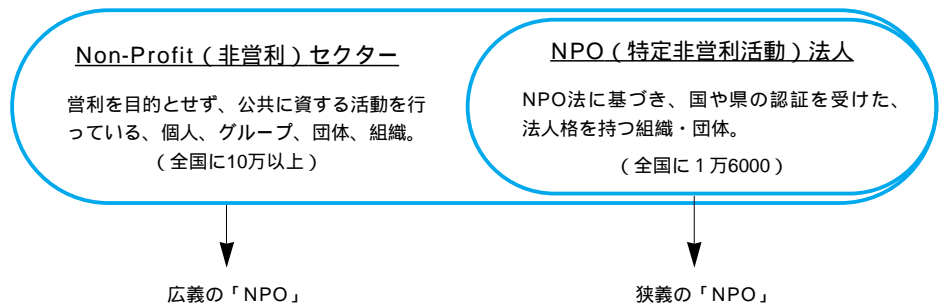 Non-Profit（非営利）セクター
営利を目的とせず、公共に資する活動を行
っている、個人、グループ、団体、組織。
（全国に10万以上）
NPO（特定非営利活動）法人
NPO法に基づき、国や県の認証を受けた、
法人格を持つ組織・団体。
（全国に１万6000）
広義の「NPO」
狭義の「NPO」